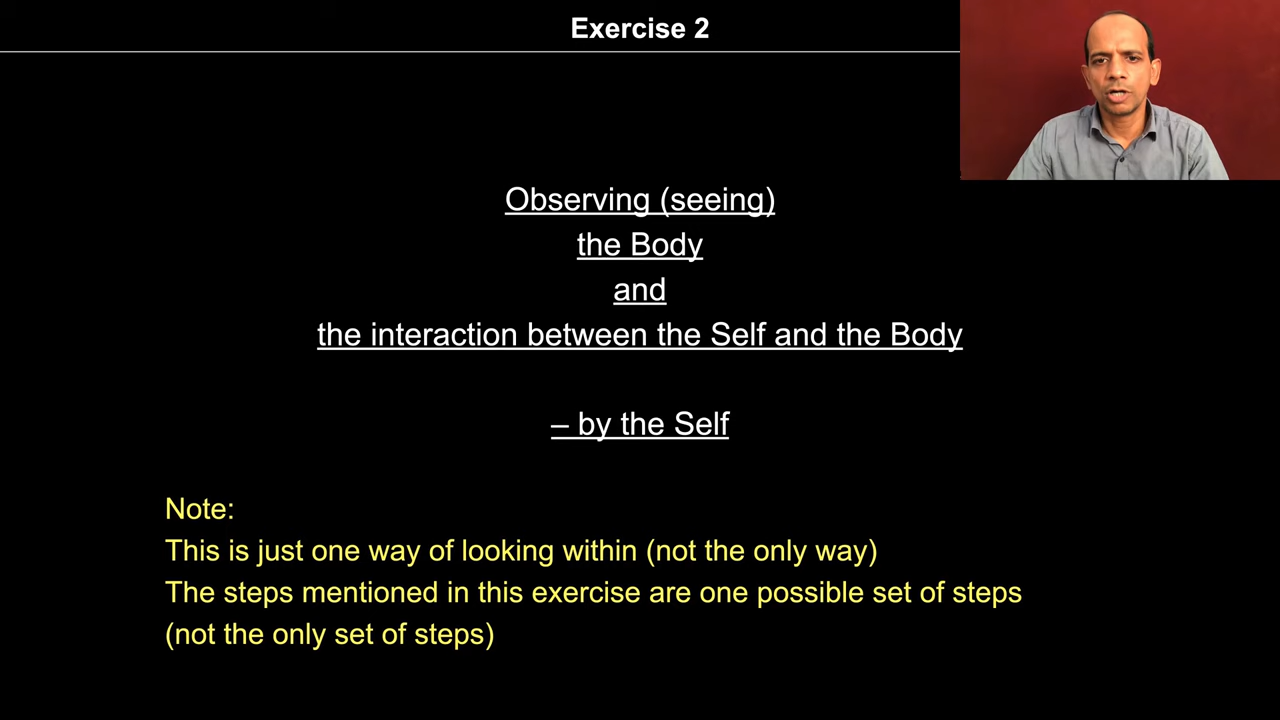 Exercise 2
Observing (seeing)
the Body
and
the interaction between the Self and the Body
– by the Self
Note:
This is just one way of looking within (not the only way)
The steps mentioned in this exercise are one possible set of steps
(not the only set of steps)